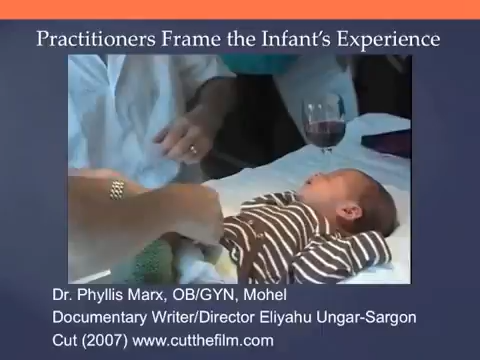 Practitioners Frame the Infant's Experience
Dr. Phyllis Marx, OB/GYN, Mohel
Documentary Writer/Director Eliyahu Ungar-Sargon
Cut (2007) www.cutthefilm.com